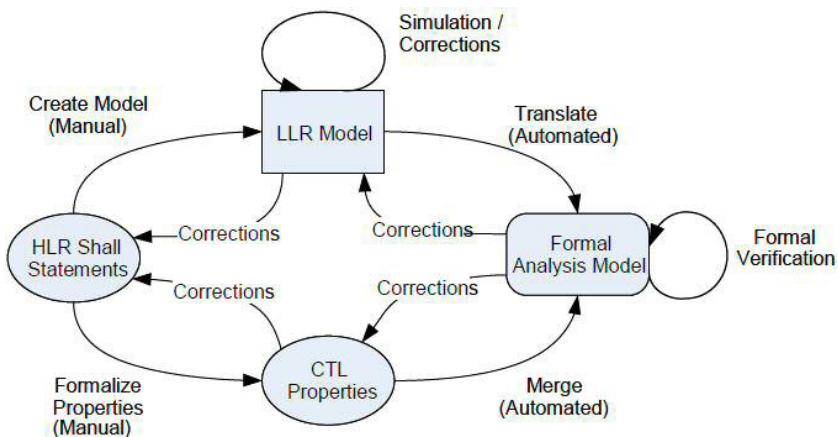 Simulation /
Corrections
Create Model
(Manual)
LLR Model
Translate
(Automated)
Corrections
Corrections
HLR Shall
Statements
Formal
Analysis Model
Formal
Verification
Corrections
Corrections
CTL
Properties
Formalize
Properties
(Manual)
Merge
(Automated)